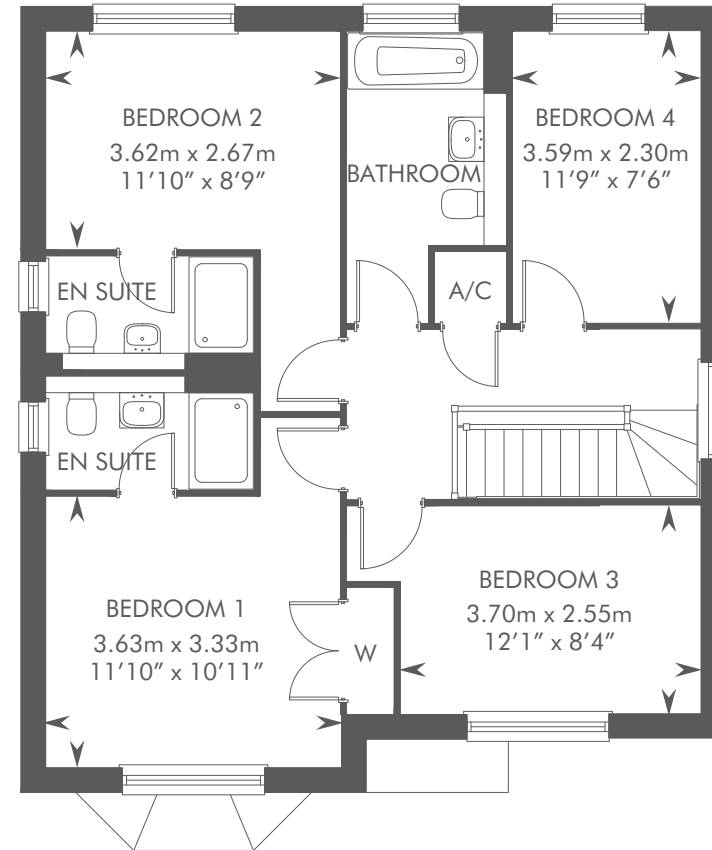 BEDROOM 2
3.62m x 2.67m
11’10” x 8’9”
BATHROOM
BEDROOM 4
3.59m x 2.30m
11’9” x 7’6”
EN SUITE
A/C
EN SUITE
BEDROOM 1
3.63m x 3.33m
11’10” x 10’11”
W
BEDROOM 3
3.70m x 2.55m
12’1” x 8’4”